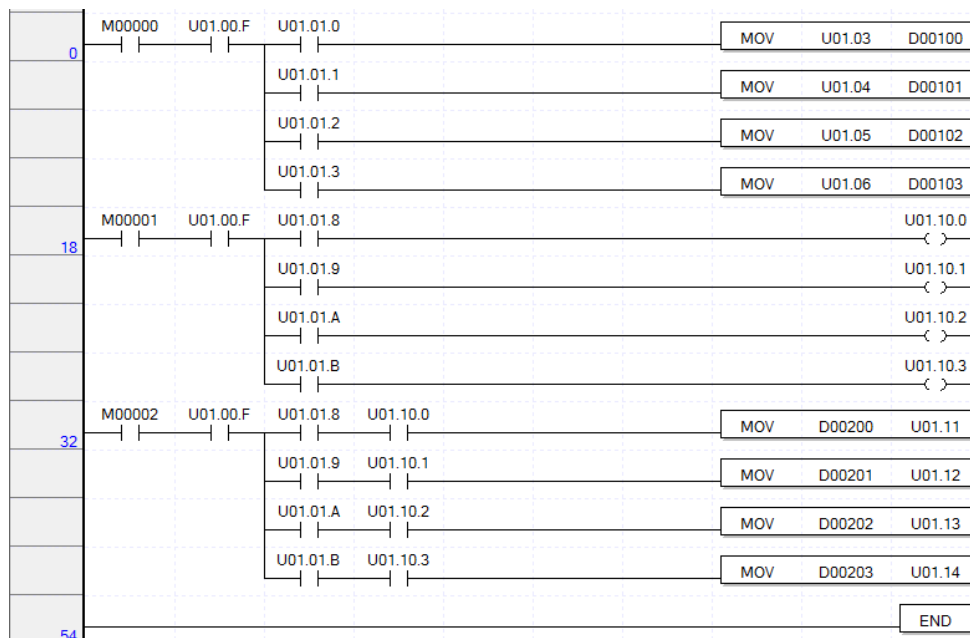 M00000 U01.00.F U01.01.0
0 MOV U01.03 D00100
U01.01.1
MOV U01.04 D00101
U01.01.2
MOV U01.05 D00102
U01.01.3
MOV U01.06 D00103
M00001 U01.00.F U01.01.8 U01.10.0
18
U01.01.9 U01.10.1
U01.01.A U01.10.2
U01.01.B U01.10.3
M00002 U01.00.F U01.01.8 U01.10.0
32 MOV D00200 U01.11
U01.01.9 U01.10.1
MOV D00201 U01.12
U01.01.A U01.10.2
MOV D00202 U01.13
U01.01.B U01.10.3
MOV D00203 U01.14
54 END